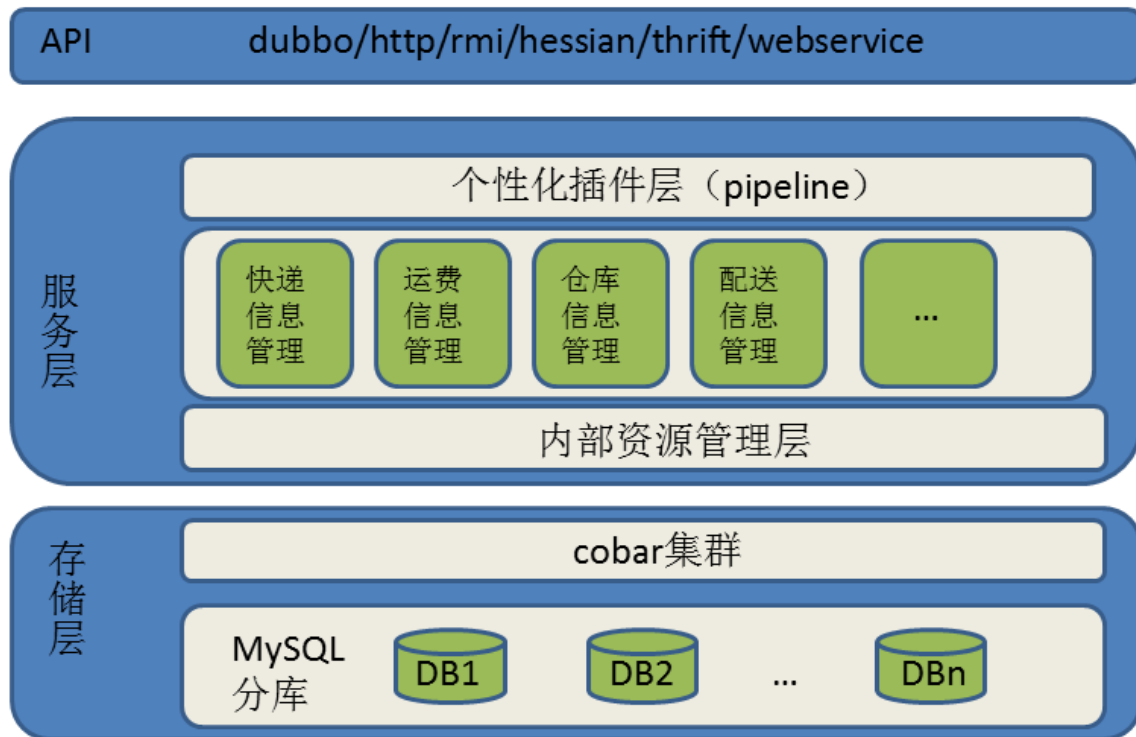 API dubbo/http/rmi/hessian/thrift/webservice
服务层
个性化插件层（pipeline）
快递
信息
管理
运费
信息
管理
仓库
信息
管理
配送
信息
管理
...
内部资源管理层
存储层
cobar集群
MySQL
分库
DB1
DB2
...
DBn